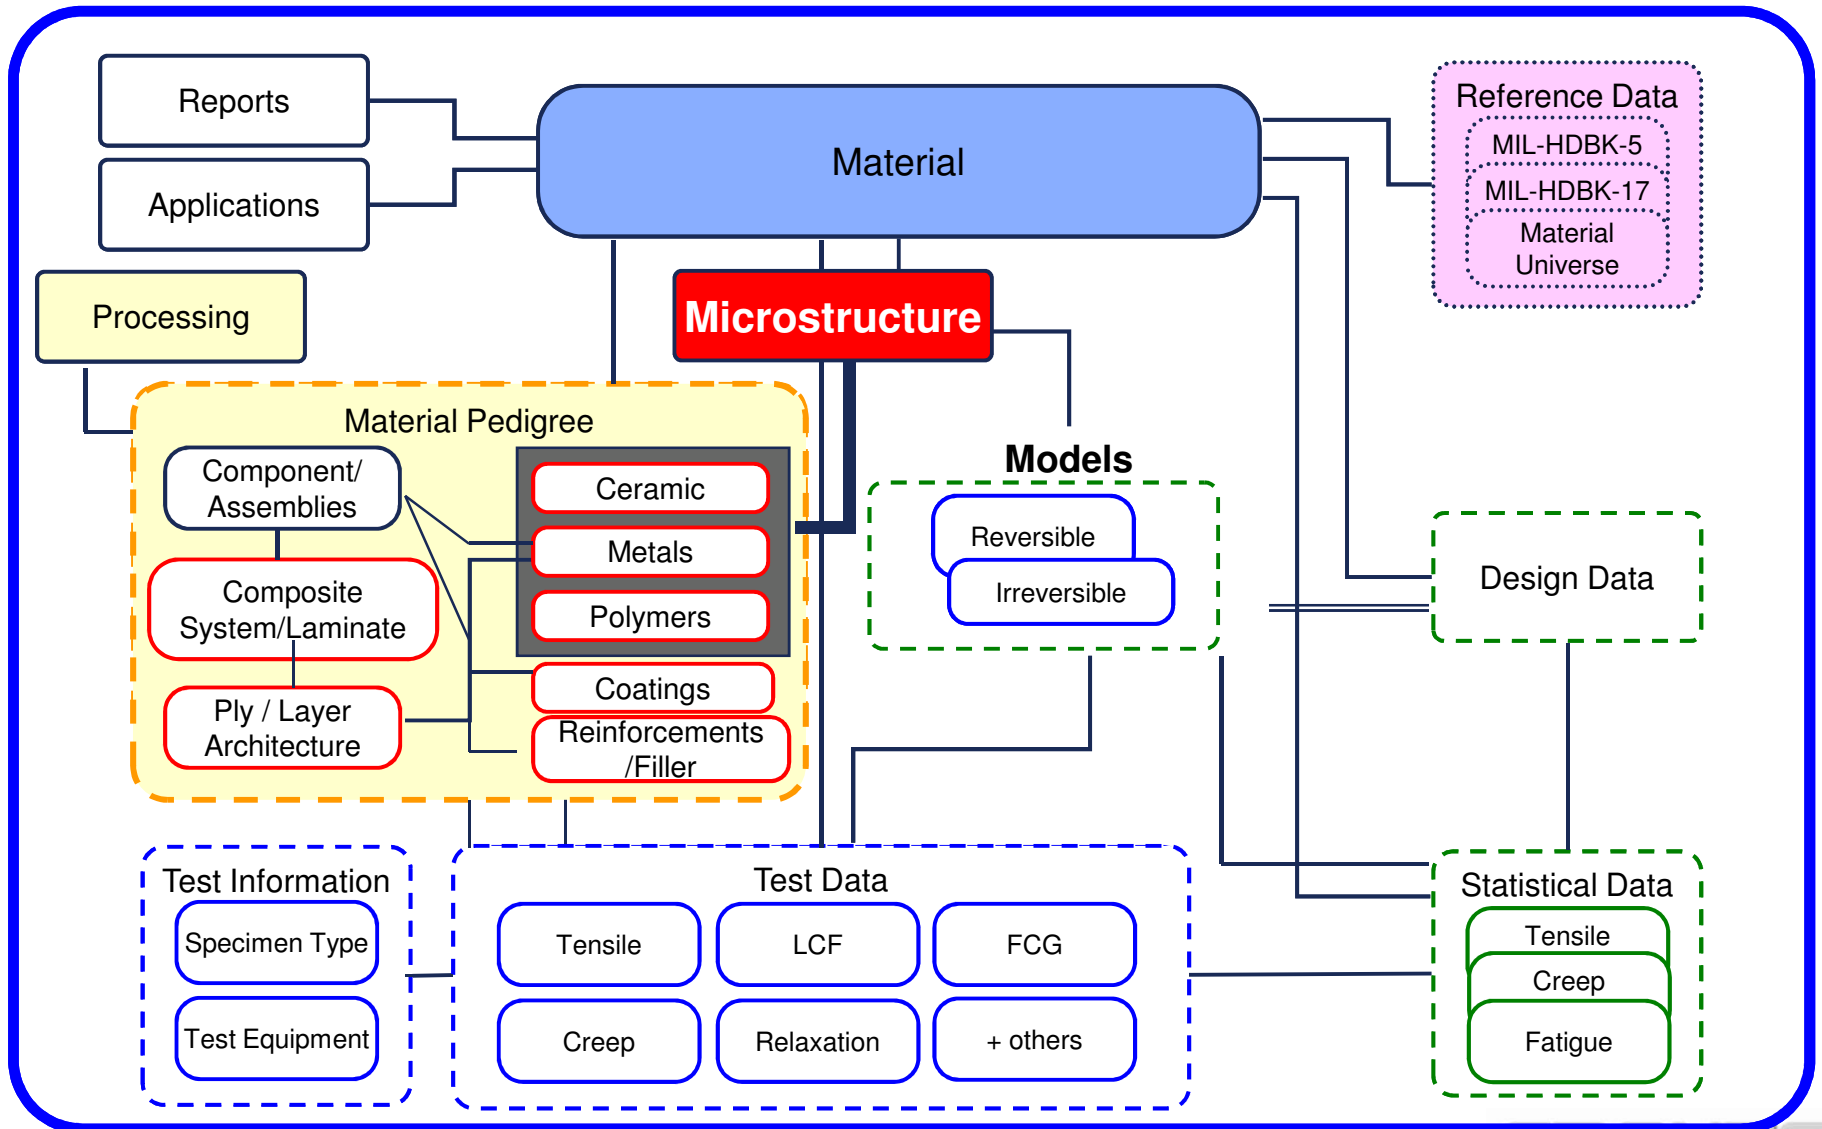 Reports
Applications
Material
Reference Data
MIL-HDBK-5
MIL-HDBK-17
Material
Universe
Processing
Microstructure
Material Pedigree
Component/
Assemblies
Composite
System/Laminate
Ply / Layer
Architecture
Ceramic
Metals
Polymers
Coatings
Reinforcements
/Filler
Models
Reversible
Irreversible
Design Data
Test Information
Specimen Type
Test Equipment
Test Data
Tensile
LCF
FCG
Creep
Relaxation
+ others
Statistical Data
Tensile
Creep
Fatigue